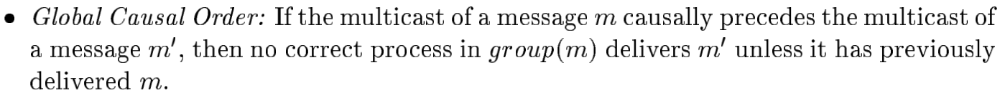 • Global Causal Order: If the multicast of a message m causally precedes the multicast of
a message m′, then no correct process in group(m) delivers m′ unless it has previously
delivered m.